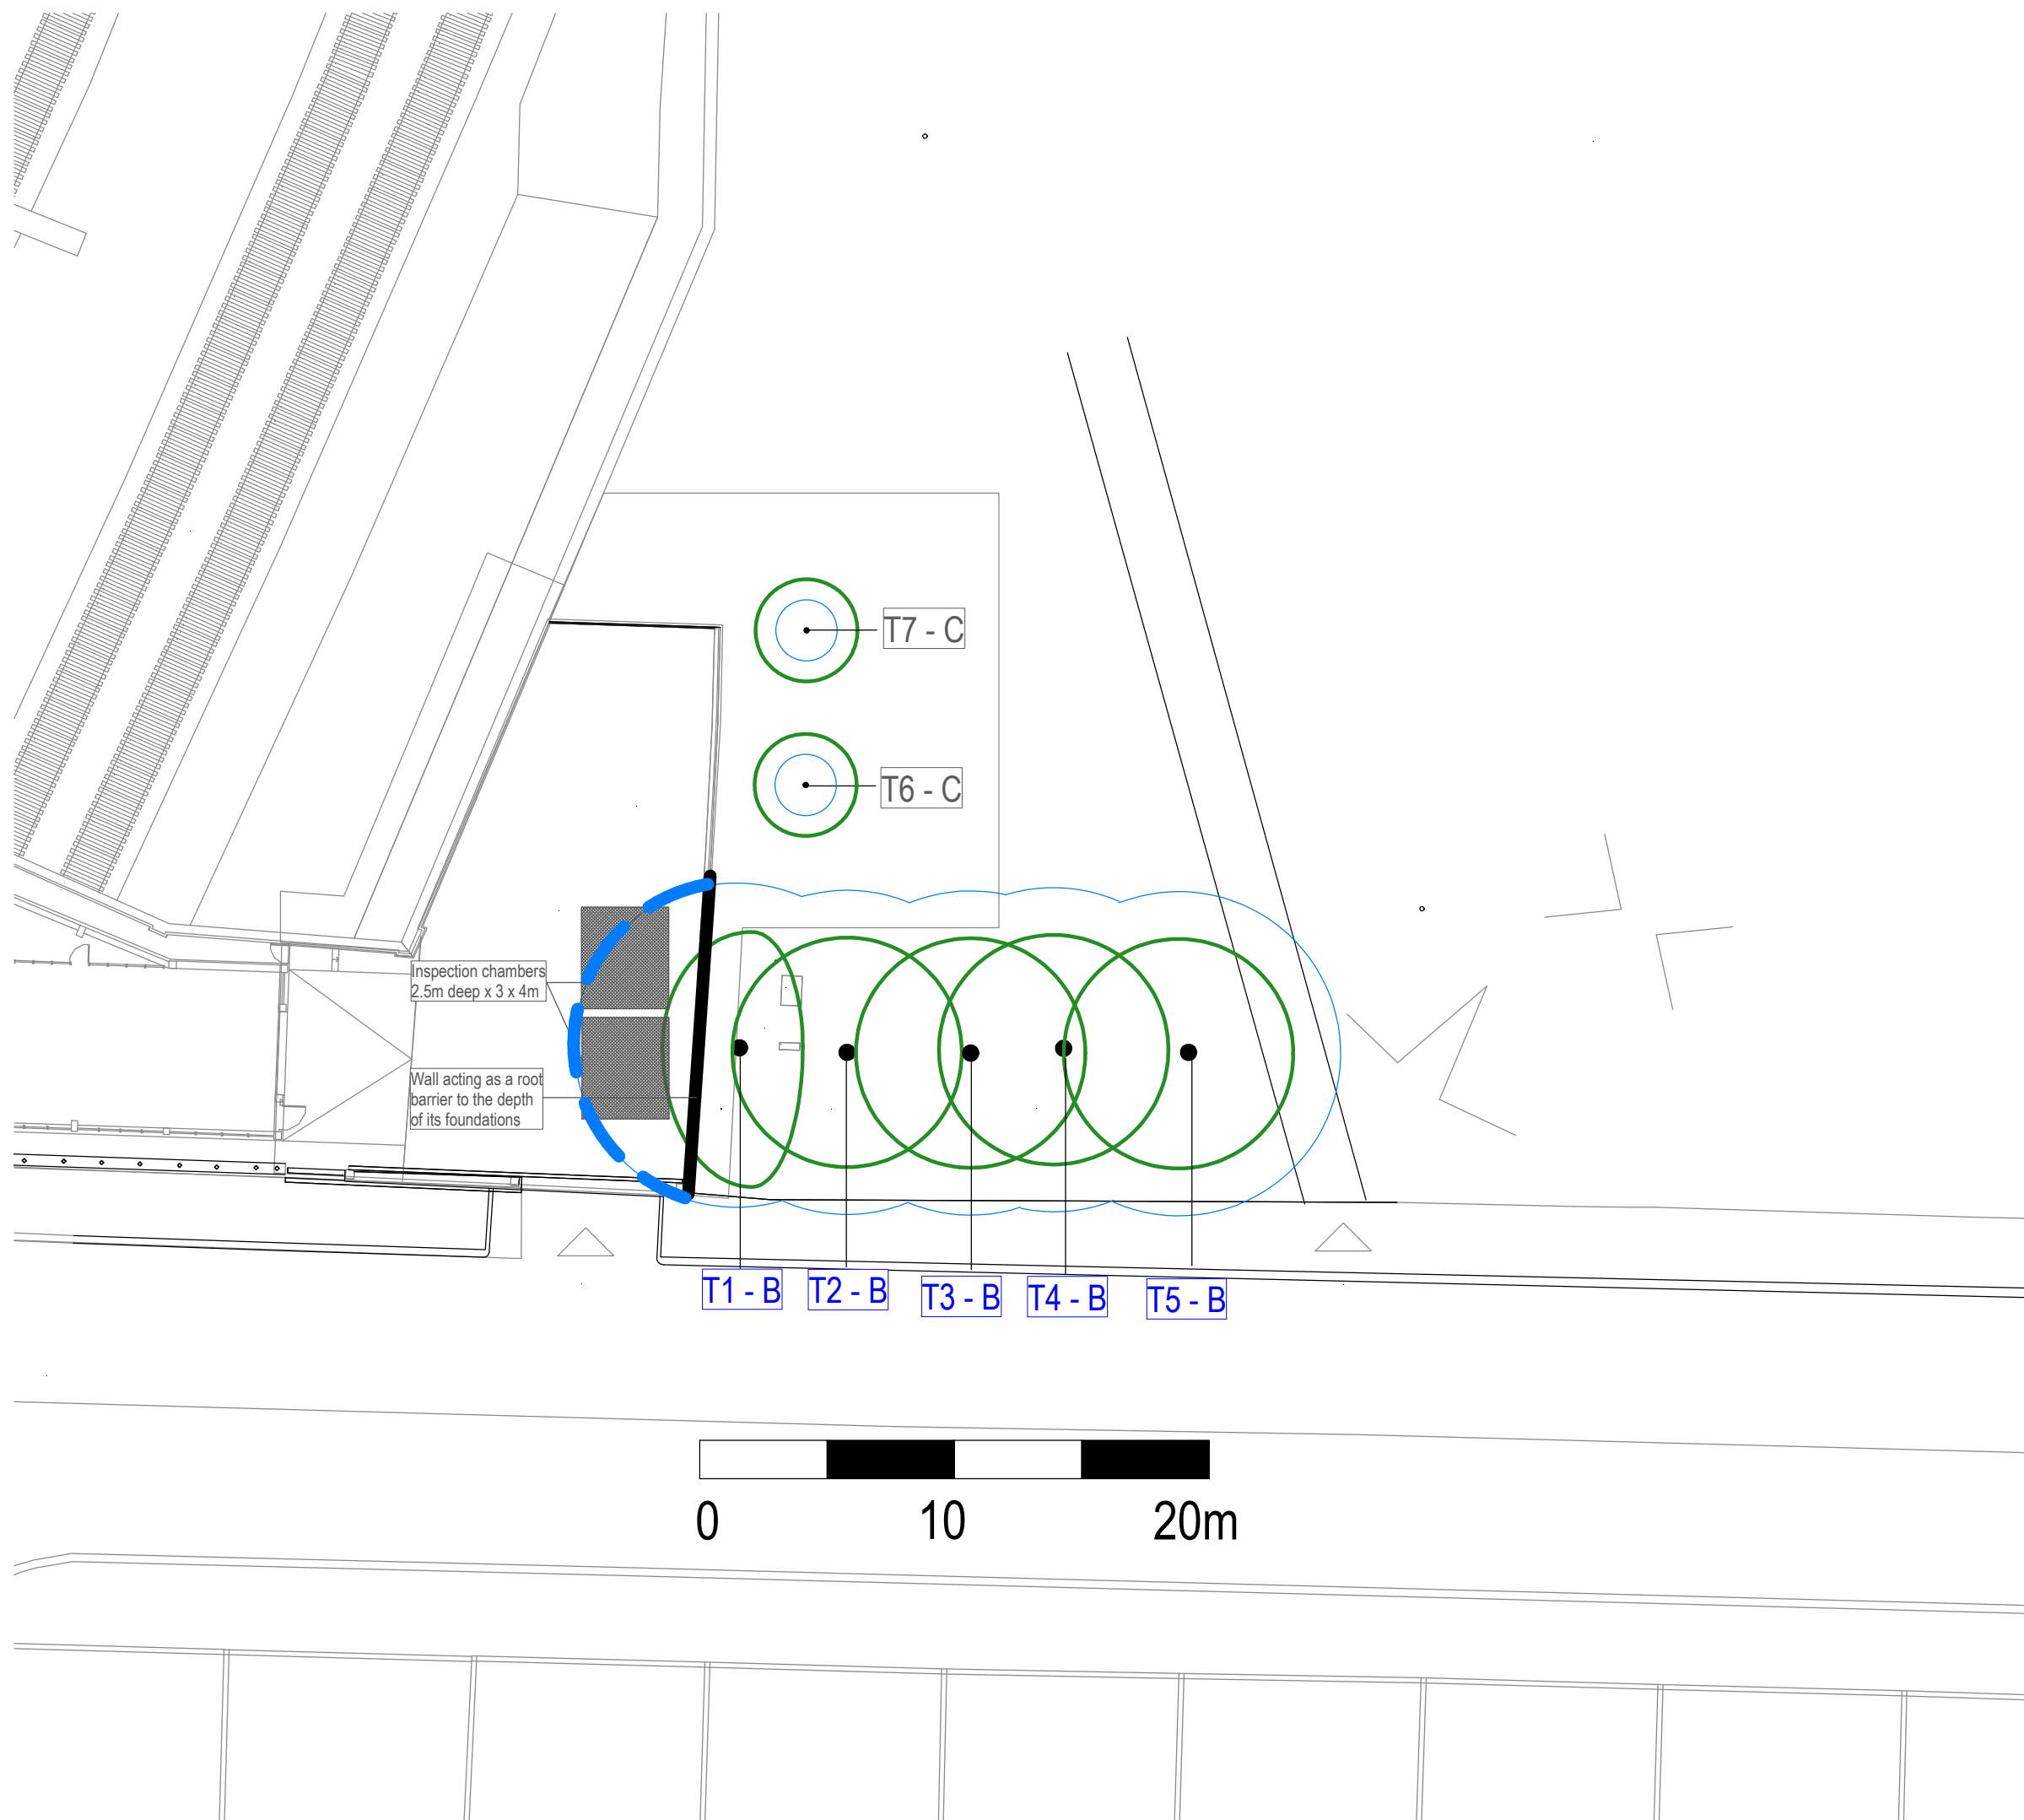 T7 - C
T6 - C
Inspection chambers
2.5m deep x 3 x 4m
Wall acting as a root
barrier to the depth
of its foundations
T1 - B
T2 - B
T3 - B
T4 - B
T5 - B
0
10
20m